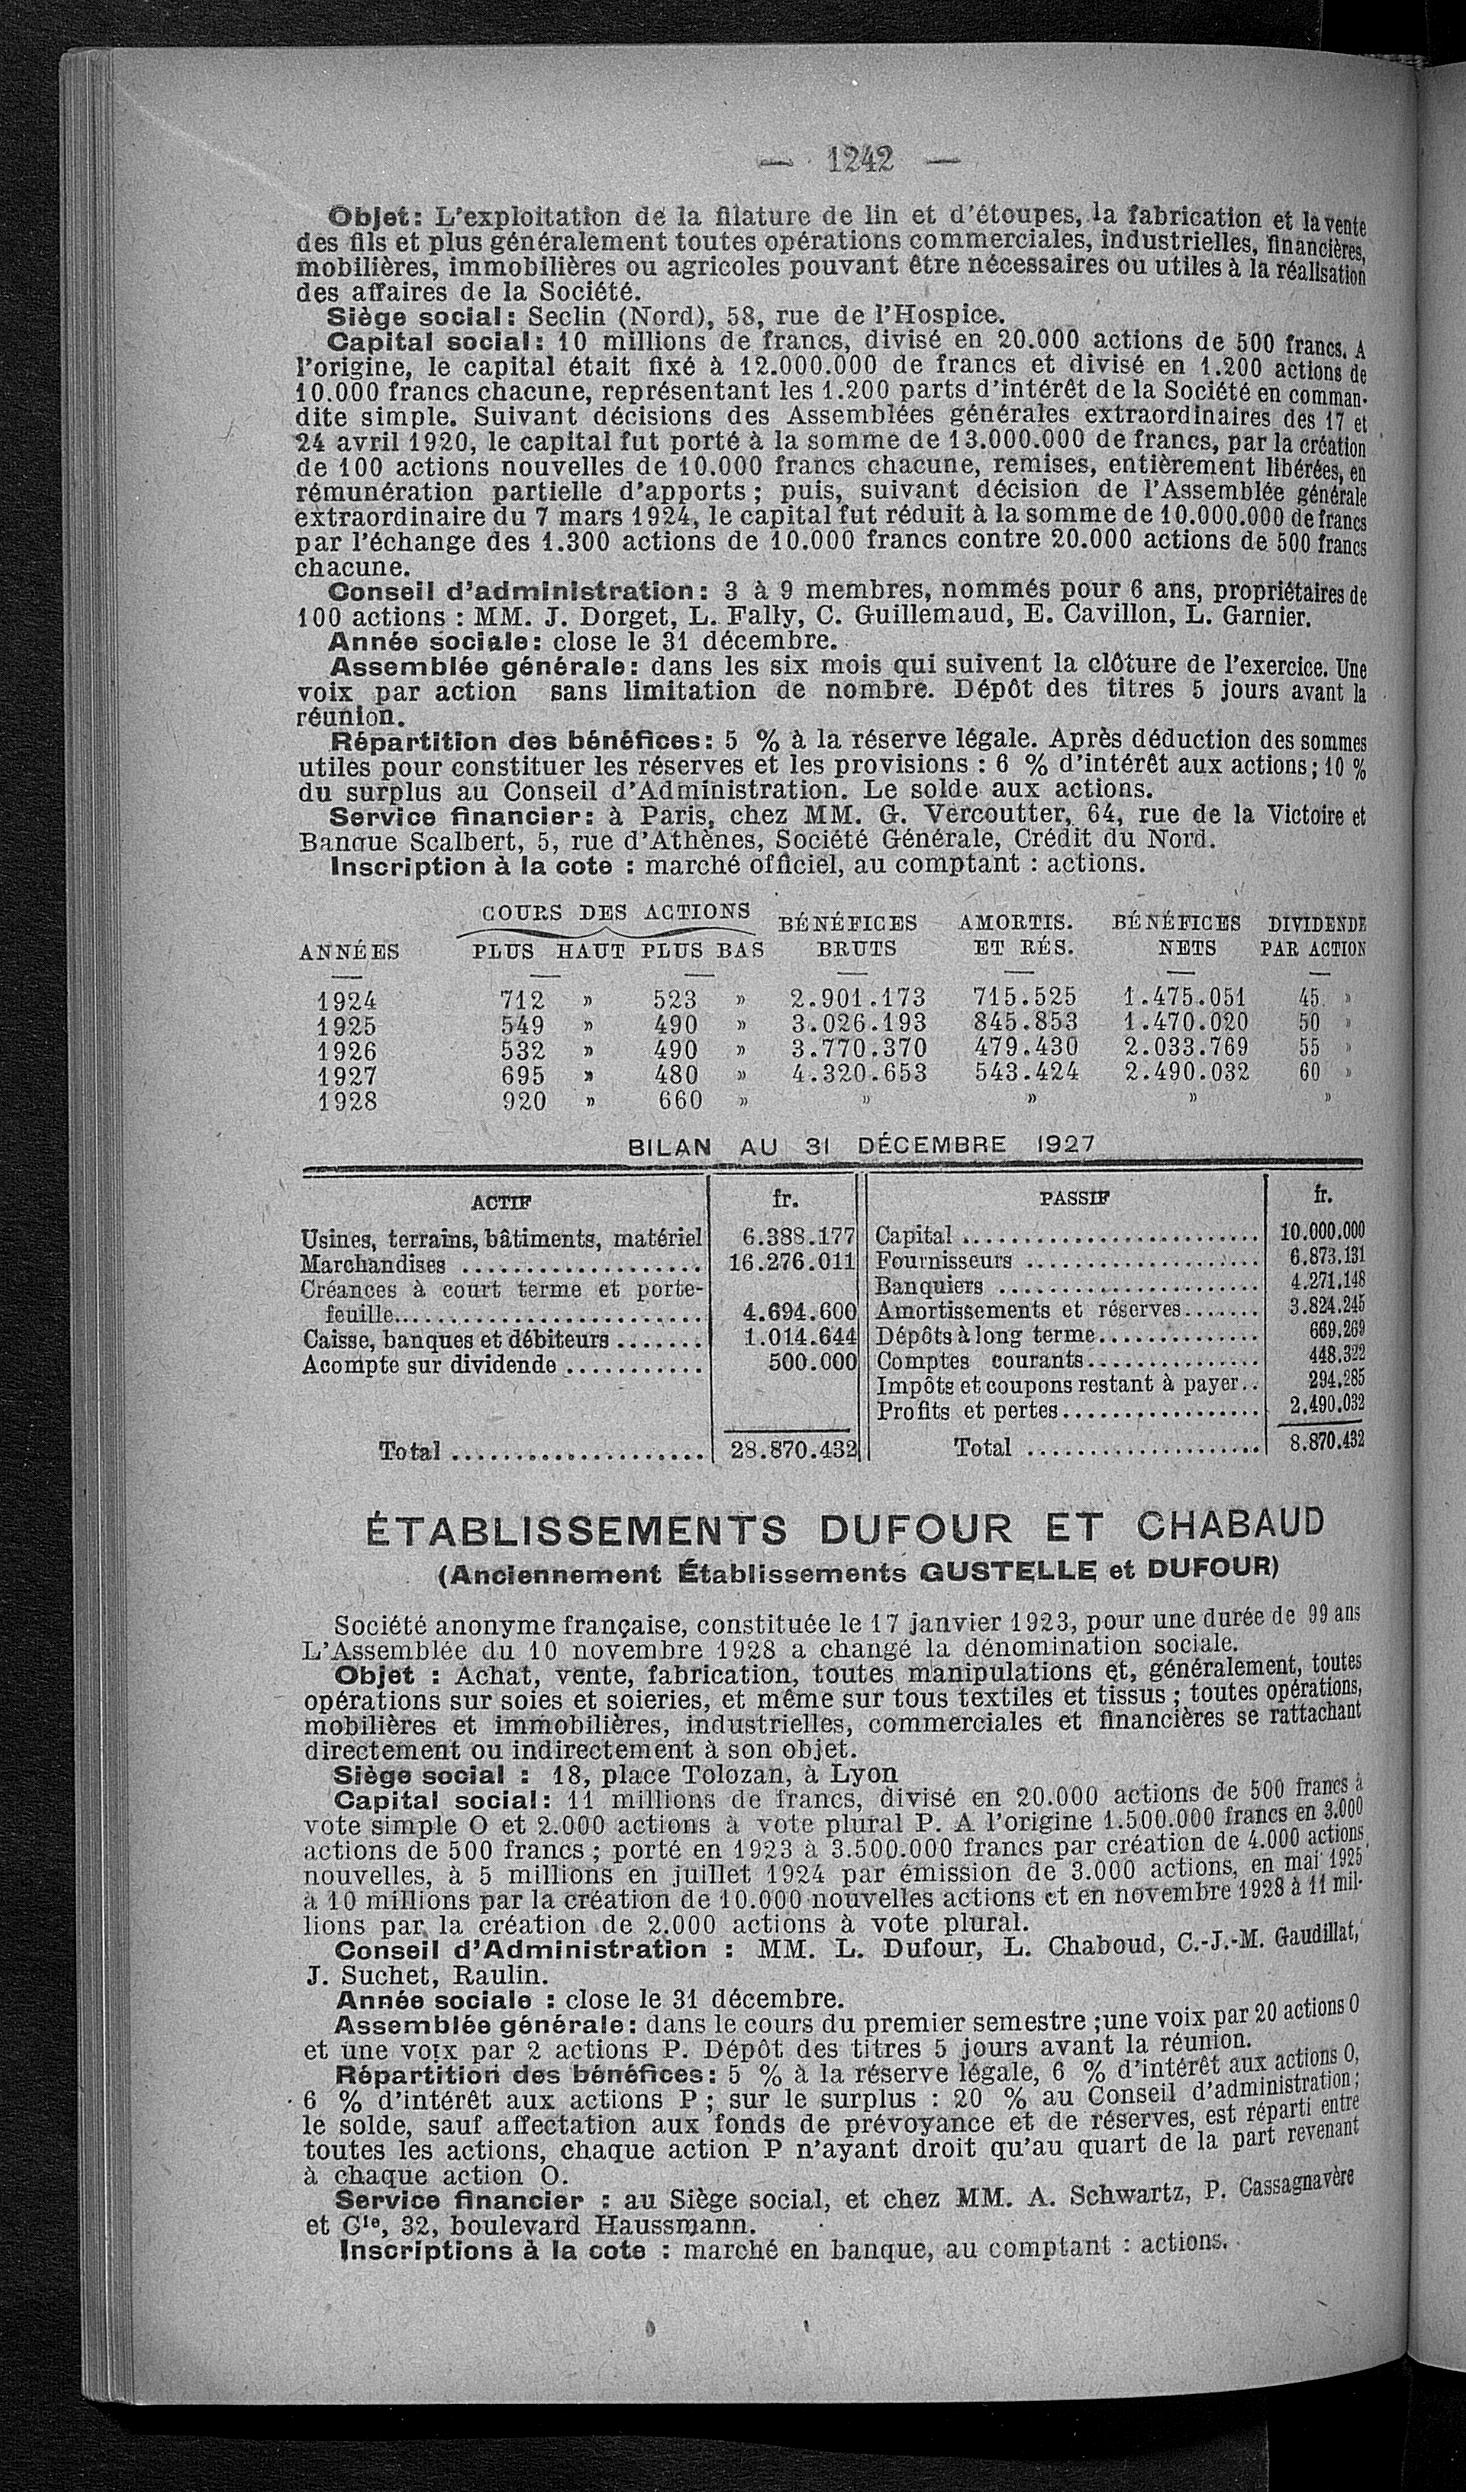 — 1242 —
Objet: L'exploitation de la filature de lin et d'étoupes, la fabrication et la vente
des fils et plus généralement toutes opérations commerciales, industrielles, financières,
mobilières, immobilières ou agricoles pouvant être nécessaires ou utiles à la réalisation
des affaires de la Société.
Siège social: Seclin (Nord), 58, rue de l'Hospice.
Capital social: 10 millions de francs, divisé en 20.000 actions de 500 francs. A
l'origine, le capital était fixé à 12.000.000 de francs et divisé en 1.200 actions de
10.000 francs chacune, représentant les 1.200 parts d'intérêt de la Société en comman-
dite simple. Suivant décisions des Assemblées générales extraordinaires des 17 et
24 avril 1920, le capital fut porté à la somme de 13.000.000 de francs, par la création
de 100 actions nouvelles de 10.000 francs chacune, remises, entièrement libérées, en
rémunération partielle d'apports; puis, suivant décision de l'Assemblée générale
extraordinaire du 7 mars 1924, le capital fut réduit à la somme de 10.000.000 de francs
par l'échange des 1.300 actions de 10.000 francs contre 20.000 actions de 500 francs
chacune.
Conseil d'administration: 3 à 9 membres, nommés pour 6 ans, propriétaires de
100 actions : MM. J. Dorget, L. Fally, C. Guillemaud, E. Cavillon, L. Garnier.
Année sociale: close le 31 décembre.
Assemblée générale: dans les six mois qui suivent la clôture de l'exercice. Une
voix par action sans limitation de nombre. Dépôt des titres 5 jours avant la
réunion.
Répartition des bénéfices: 5 % à la réserve légale. Après déduction des sommes
utiles pour constituer les réserves et les provisions : 6 % d'intérêt aux actions; 10 %
du surplus au Conseil d'Administration. Le solde aux actions.
Service financier: à Paris, chez MM. G. Vercoutter, 64, rue de la Victoire et
Banque Scalbert, 5, rue d'Athènes, Société Générale, Crédit du Nord.
Inscription à la cote : marché officiel, au comptant : actions.
ANNÉES COURS DES ACTIONS BÉNÉFICES AMORTIS. BÉNÉFICES DIVIDENDE
PLUS HAUT PLUS BAS BRUTS ET RÉS. NETS PAR ACTION
1924 712 » 523 » 2.901.173 715.525 1.475.051 45 »
1925 549 » 490 » 3.026.193 845.853 1.470.020 50 »
1926 532 » 490 » 3.770.370 479.430 2.033.769 55 »
1927 695 » 480 » 4.320.653 543.424 2.490.032 60 »
1928 920 » 660 » » » » »
BILAN AU 31 DÉCEMBRE 1927
ACTIF fr. PASSIF fr.
Usines, terrains, bâtiments, matériel 6.388.177 Capital ........................ 10.000.000
Marchandises ................... 16.276.011 Fournisseurs ................... 6.873.131
Créances à court terme et porte- Banquiers ..................... 4.271.148
feuille......................... 4.694.600 Amortissements et réserves....... 3.824.245
Caisse, banques et débiteurs ....... 1.014.644 Dépôts à long terme.............. 669.269
Acompte sur dividende ........... 500.000 Comptes courants............... 448.322
Impôts et coupons restant à payer.. 294.285
Profits et pertes................. 2.490.032
Total ..................... 28.870.432 Total ................... 8.870.432
ÉTABLISSEMENTS DUFOUR ET CHABAUD
(Anciennement Établissements GUSTELLE et DUFOUR)
Société anonyme française, constituée le 17 janvier 1923, pour une durée de 99 ans
L'Assemblée du 10 novembre 1928 a changé la dénomination sociale.
Objet : Achat, vente, fabrication, toutes manipulations et, généralement, toutes
opérations sur soies et soieries, et même sur tous textiles et tissus ; toutes opérations,
mobilières et immobilières, industrielles, commerciales et financières se rattachant
directement ou indirectement à son objet.
Siège social : 18, place Tolozan, à Lyon
Capital social: 11 millions de francs, divisé en 20.000 actions de 500 francs à
vote simple O et 2.000 actions à vote plural P. A l'origine 1.500.000 francs en 3.000
actions de 500 francs ; porté en 1923 à 3.500.000 francs par création de 4.000 actions
nouvelles, à 5 millions en juillet 1924 par émission de 3.000 actions, en mai 1925
à 10 millions par la création de 10.000 nouvelles actions et en novembre 1928 à 11 mil-
lions par la création de 2.000 actions à vote plural.
Conseil d'Administration : MM. L. Dufour, L. Chaboud, C.-J.-M. Gaudillat,
J. Suchet, Raulin.
Année sociale : close le 31 décembre.
Assemblée générale: dans le cours du premier semestre ;une voix par 20 actions O
et une voix par 2 actions P. Dépôt des titres 5 jours avant la réunion.
Répartition des bénéfices: 5 % à la réserve légale, 6 % d'intérêt aux actions O,
6 % d'intérêt aux actions P ; sur le surplus : 20 % au Conseil d'administration ;
le solde, sauf affectation aux fonds de prévoyance et de réserves, est réparti entre
toutes les actions, chaque action P n'ayant droit qu'au quart de la part revenant
à chaque action O.
Service financier : au Siège social, et chez MM. A. Schwartz, P. Cassagnavère
et Cie, 32, boulevard Haussmann.
Inscriptions à la cote : marché en banque, au comptant : actions.